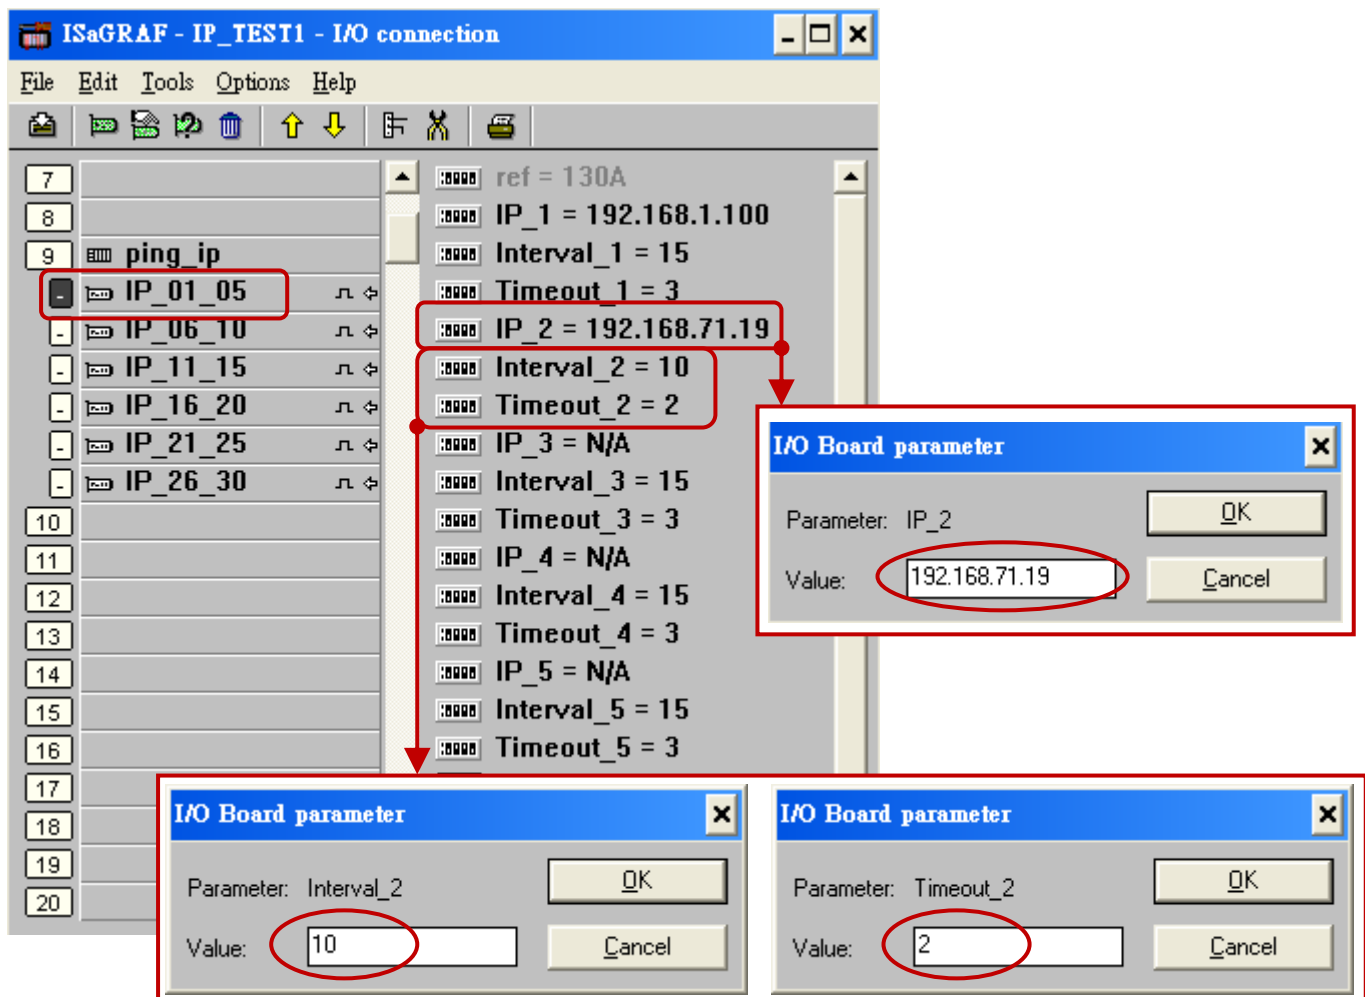 ISaGRAF - IP_TEST1 - I/O connection
File Edit Tools Options Help
7
8
9 ping_ip
- IP_01_05
- IP_06_10
- IP_11_15
- IP_16_20
- IP_21_25
- IP_26_30
10
11
12
13
14
15
16
17
18
19
20
ref = 130A
IP_1 = 192.168.1.100
Interval_1 = 15
Timeout_1 = 3
IP_2 = 192.168.71.19
Interval_2 = 10
Timeout_2 = 2
IP_3 = N/A
Interval_3 = 15
Timeout_3 = 3
IP_4 = N/A
Interval_4 = 15
Timeout_4 = 3
IP_5 = N/A
Interval_5 = 15
Timeout_5 = 3
I/O Board parameter
Parameter: IP_2
OK
Value: 192.168.71.19
Cancel
I/O Board parameter
Parameter: Interval_2
OK
Value: 10
Cancel
I/O Board parameter
Parameter: Timeout_2
OK
Value: 2
Cancel